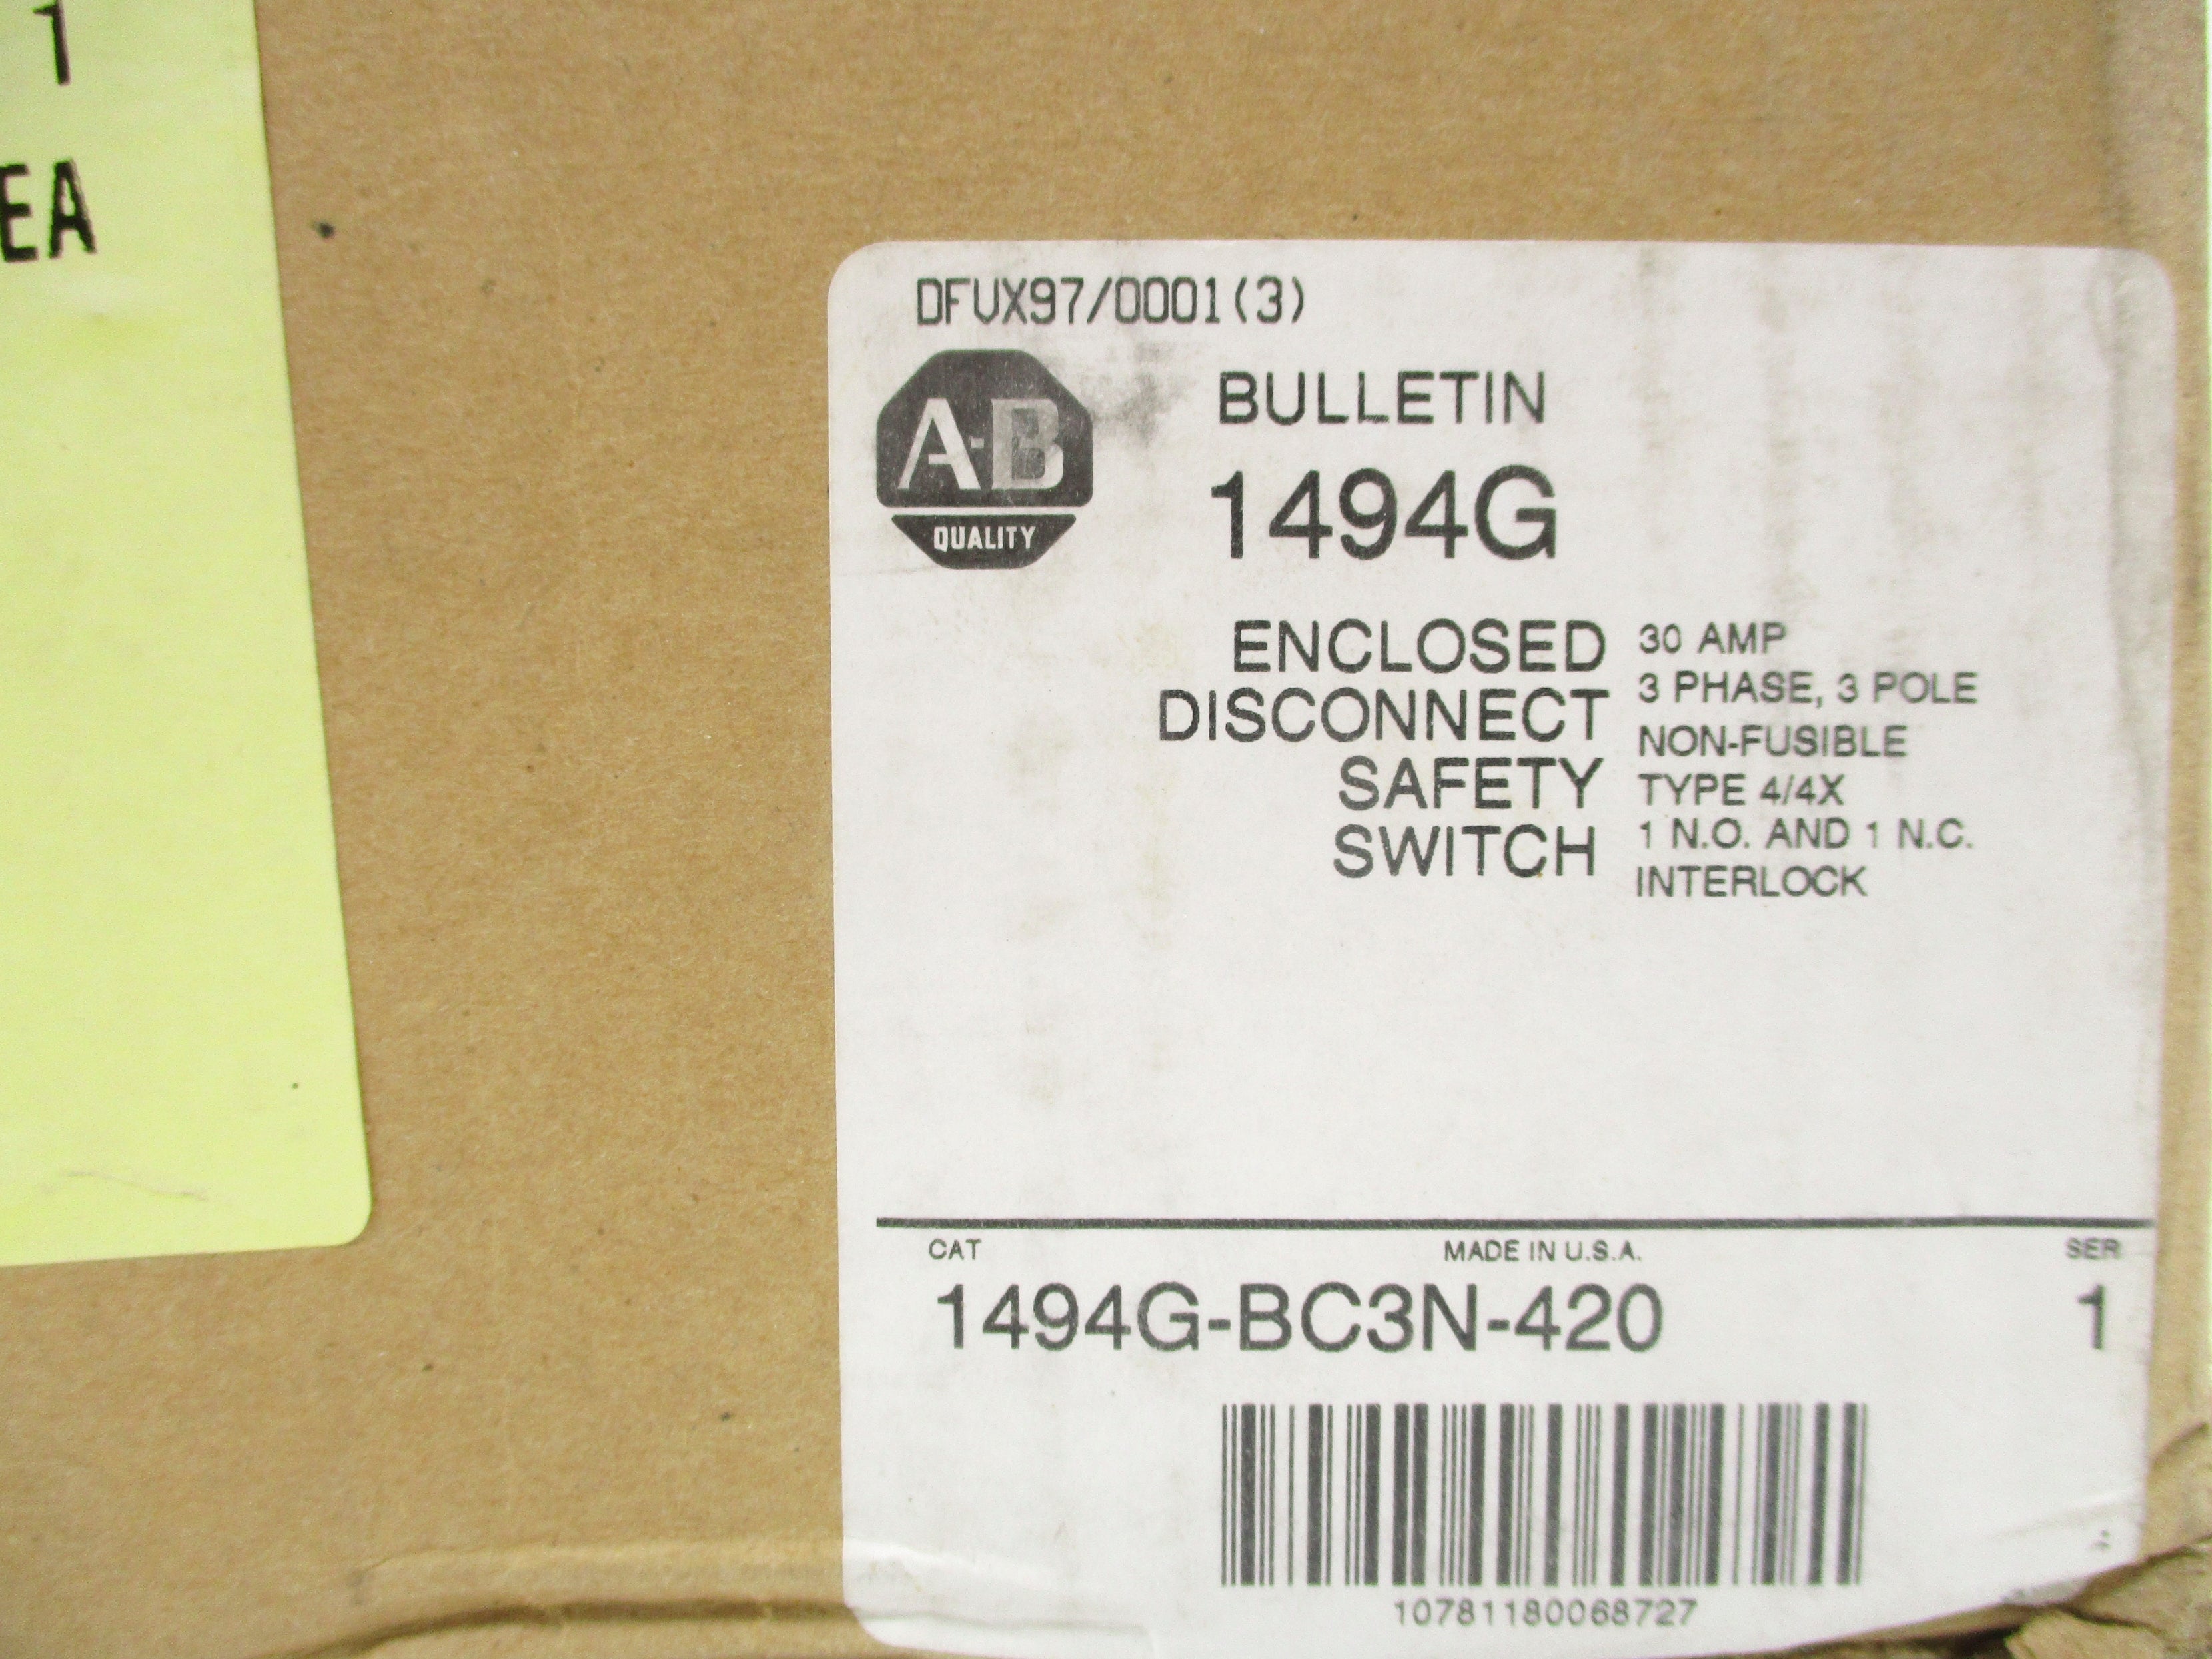 1
EA
DFVX97/0001(3)
A-B
QUALITY
BULLETIN
1494G
ENCLOSED
DISCONNECT
SAFETY
SWITCH
30 AMP
3 PHASE, 3 POLE
NON-FUSIBLE
TYPE 4/4X
1 N.O. AND 1 N.C.
INTERLOCK
CAT MADE IN U.S.A. SER
1494G-BC3N-420 1
10781180068727